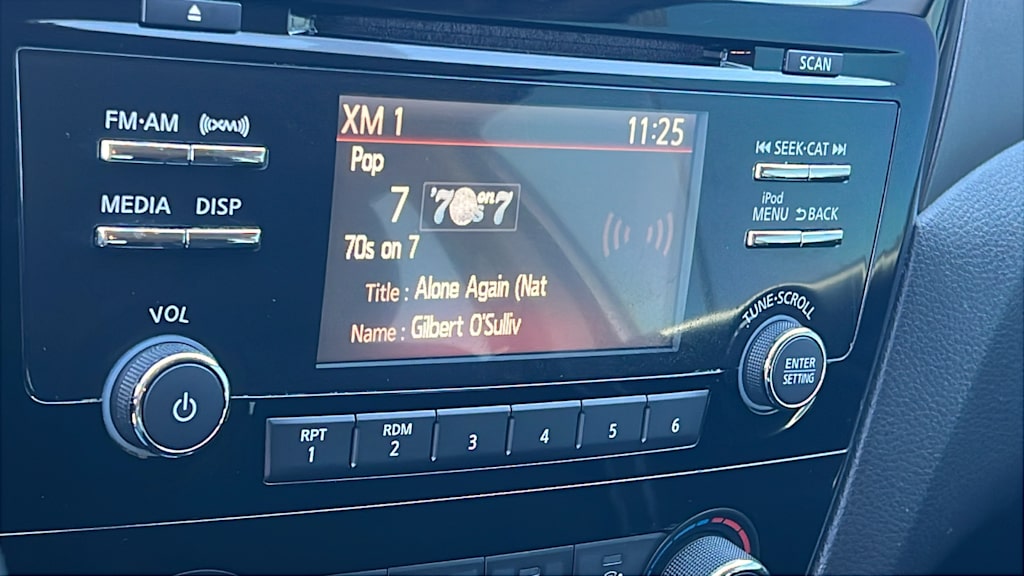 SCAN
FM·AM
XM
MEDIA
DISP
VOL
XM 1
11:25
Pop
7
'70s on 7
70s on 7
Title : Alone Again (Nat
Name : Gilbert O'Sulliv
SEEK·CAT
iPod
MENU BACK
TUNE·SCROLL
ENTER
SETTING
RPT
1
RDM
2
3
4
5
6